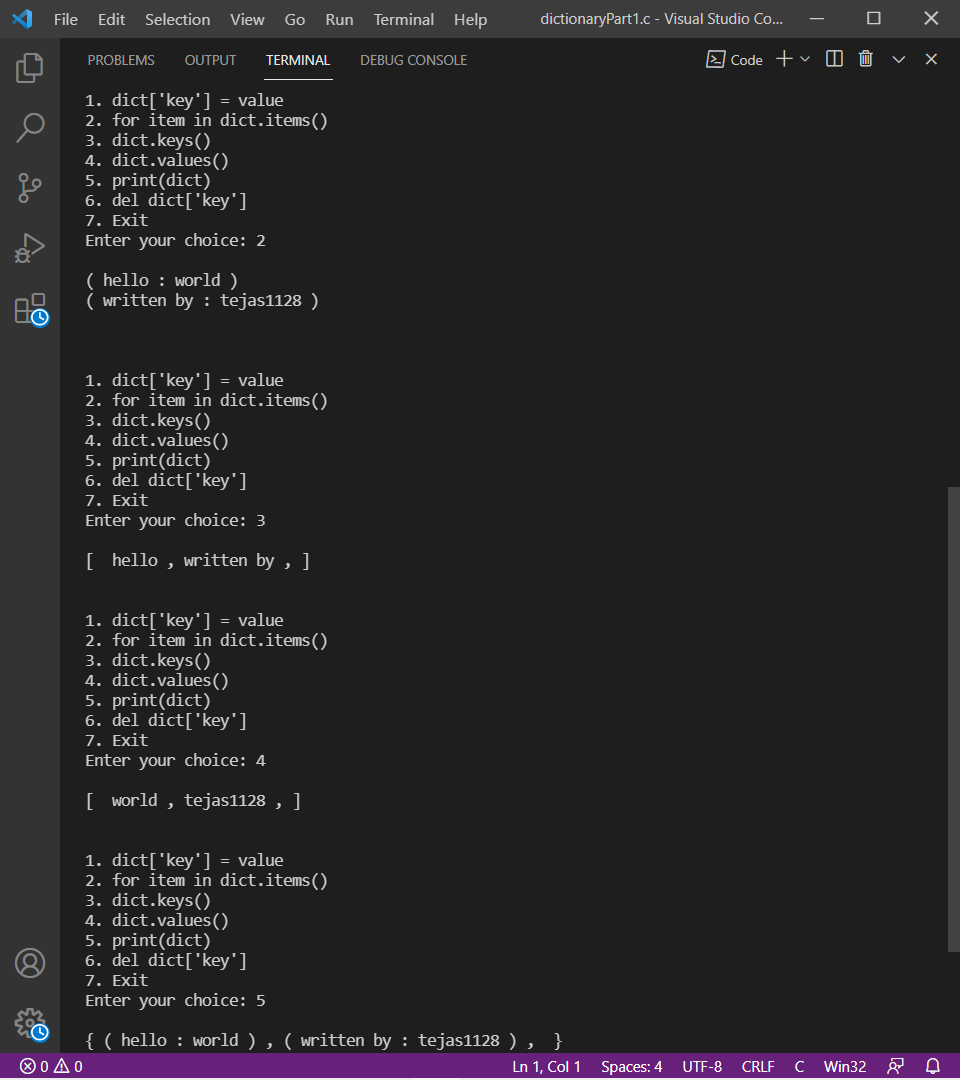 File Edit Selection View Go Run Terminal Help dictionaryPart1.c - Visual Studio Co...
PROBLEMS OUTPUT TERMINAL DEBUG CONSOLE Code
1. dict['key'] = value
2. for item in dict.items()
3. dict.keys()
4. dict.values()
5. print(dict)
6. del dict['key']
7. Exit
Enter your choice: 2
( hello : world )
( written by : tejas1128 )
1. dict['key'] = value
2. for item in dict.items()
3. dict.keys()
4. dict.values()
5. print(dict)
6. del dict['key']
7. Exit
Enter your choice: 3
[  hello , written by , ]
1. dict['key'] = value
2. for item in dict.items()
3. dict.keys()
4. dict.values()
5. print(dict)
6. del dict['key']
7. Exit
Enter your choice: 4
[  world , tejas1128 , ]
1. dict['key'] = value
2. for item in dict.items()
3. dict.keys()
4. dict.values()
5. print(dict)
6. del dict['key']
7. Exit
Enter your choice: 5
{ ( hello : world ) , ( written by : tejas1128 ) ,  }
0 0 Ln 1, Col 1 Spaces: 4 UTF-8 CRLF C Win32